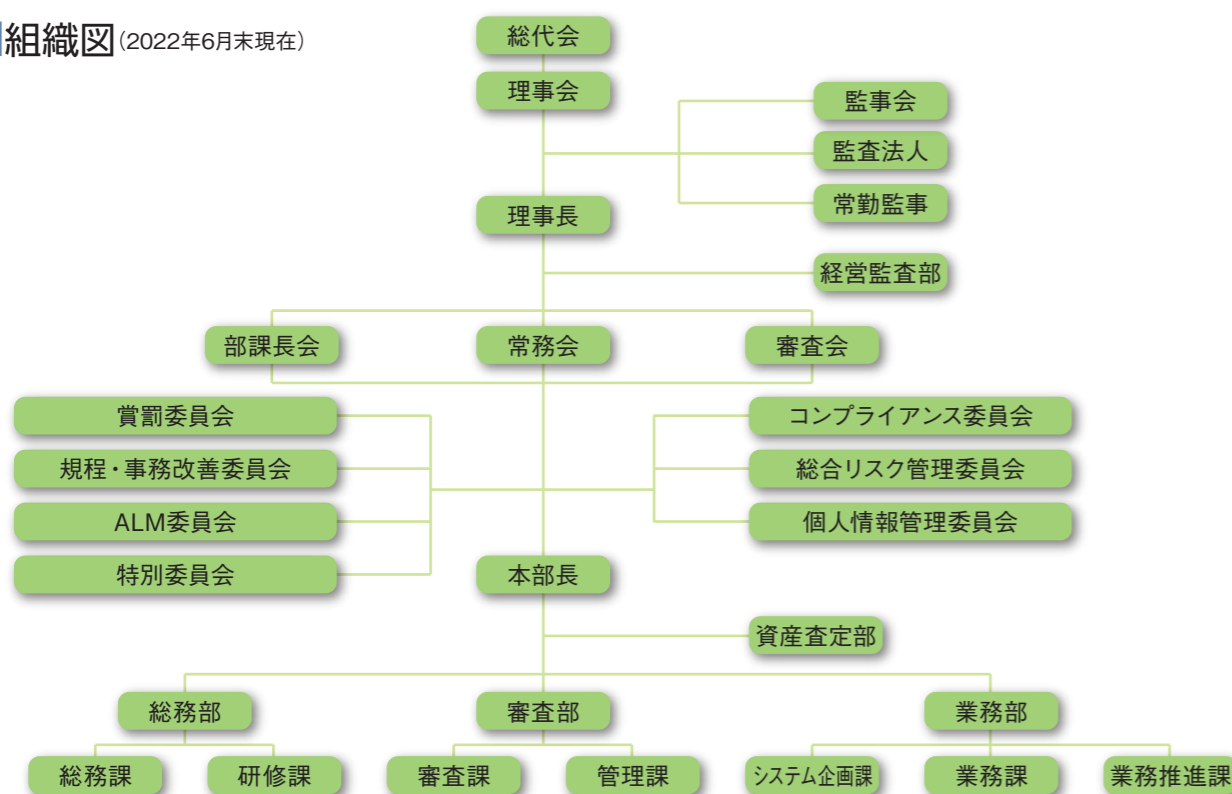 組織図(2022年6月末現在)
総代会
理事会
監事会
監査法人
常勤監事
理事長
経営監査部
部課長会
常務会
審査会
賞罰委員会
コンプライアンス委員会
規程・事務改善委員会
総合リスク管理委員会
ALM委員会
個人情報管理委員会
特別委員会
本部長
資産査定部
総務部
審査部
業務部
総務課
研修課
審査課
管理課
システム企画課
業務課
業務推進課